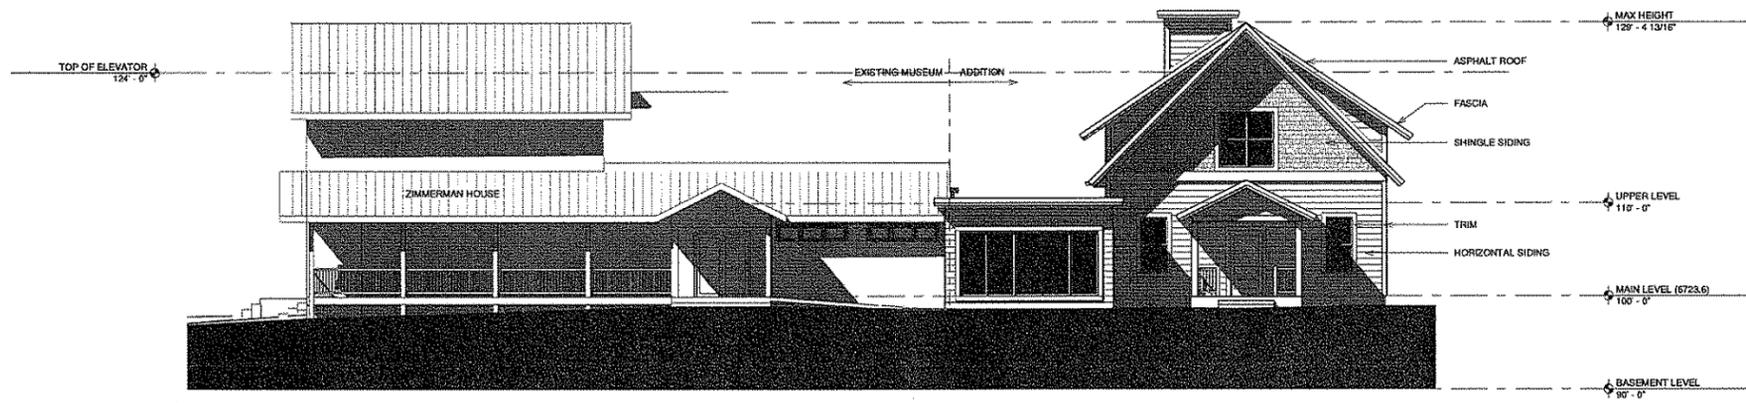 MAX HEIGHT
129' - 4 13/16"
TOP OF ELEVATOR
124' - 0"
EXISTING MUSEUM
ADDITION
ASPHALT ROOF
FASCIA
SHINGLE SIDING
ZIMMERMAN HOUSE
UPPER LEVEL
110' - 0"
TRIM
HORIZONTAL SIDING
MAIN LEVEL (6723.6)
100' - 0"
BASEMENT LEVEL
90' - 0"